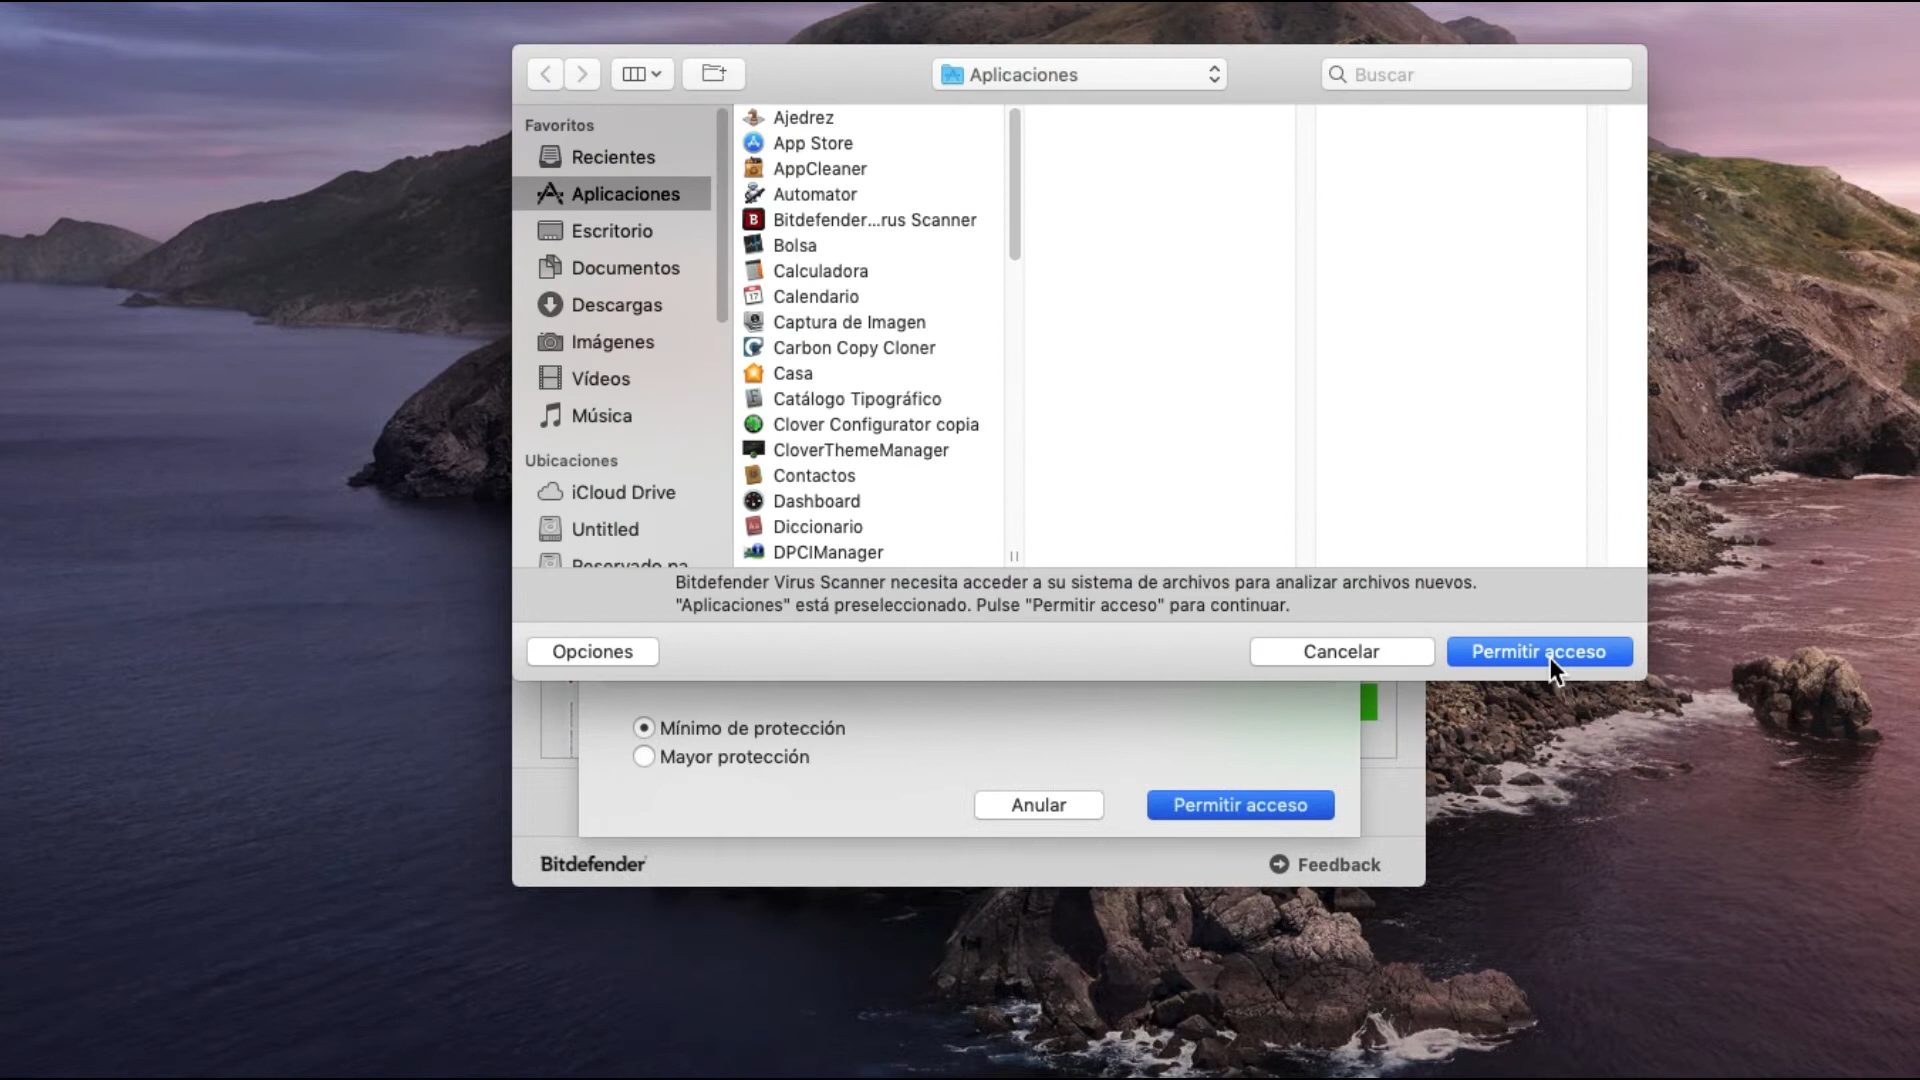 Aplicaciones
Buscar
Favoritos
Recientes
Aplicaciones
Escritorio
Documentos
Descargas
Imágenes
Vídeos
Música
Ubicaciones
iCloud Drive
Untitled
Reservado pa
Ajedrez
App Store
AppCleaner
Automator
Bitdefender...rus Scanner
Bolsa
Calculadora
Calendario
Captura de Imagen
Carbon Copy Cloner
Casa
Catálogo Tipográfico
Clover Configurator copia
CloverThemeManager
Contactos
Dashboard
Diccionario
DPCIManager
Bitdefender Virus Scanner necesita acceder a su sistema de archivos para analizar archivos nuevos.
"Aplicaciones" está preseleccionado. Pulse "Permitir acceso" para continuar.
Opciones
Cancelar
Permitir acceso
Mínimo de protección
Mayor protección
Anular
Permitir acceso
Bitdefender
Feedback